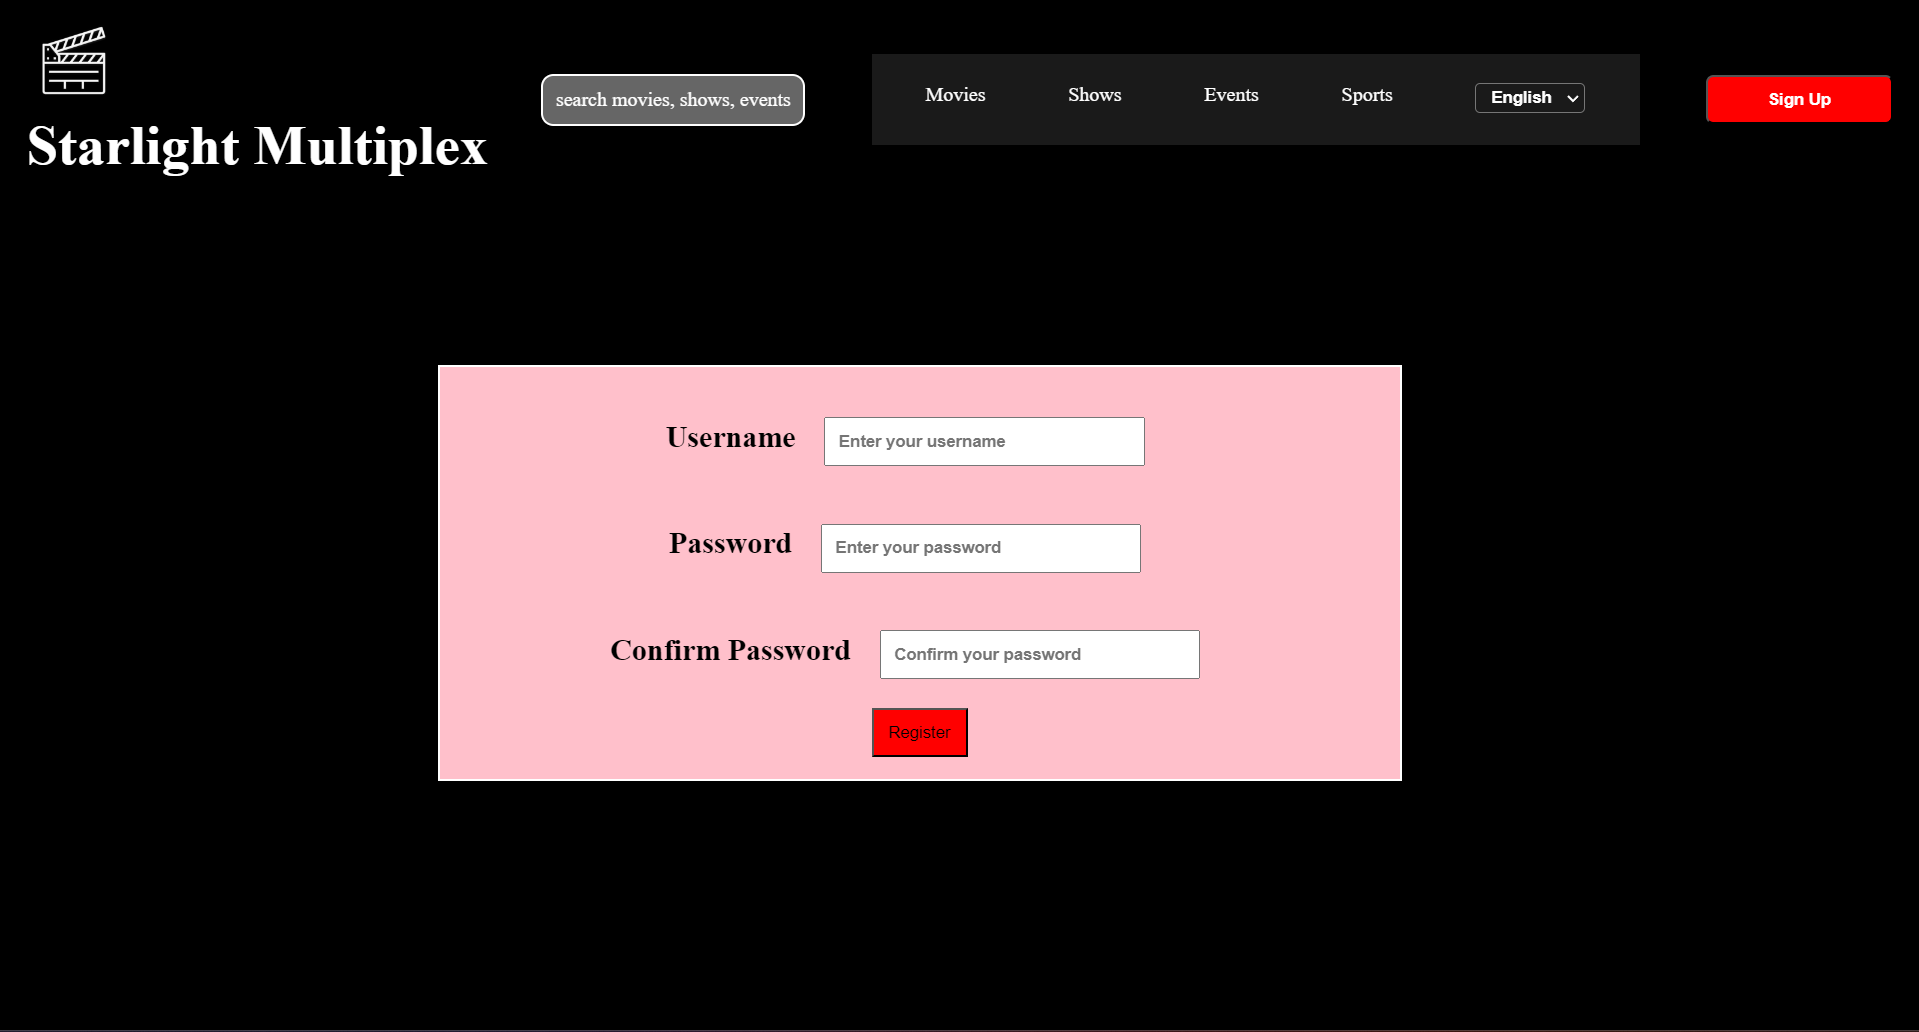 Starlight Multiplex
search movies, shows, events
Movies Shows Events Sports English
Sign Up
Username Enter your username
Password Enter your password
Confirm Password Confirm your password
Register